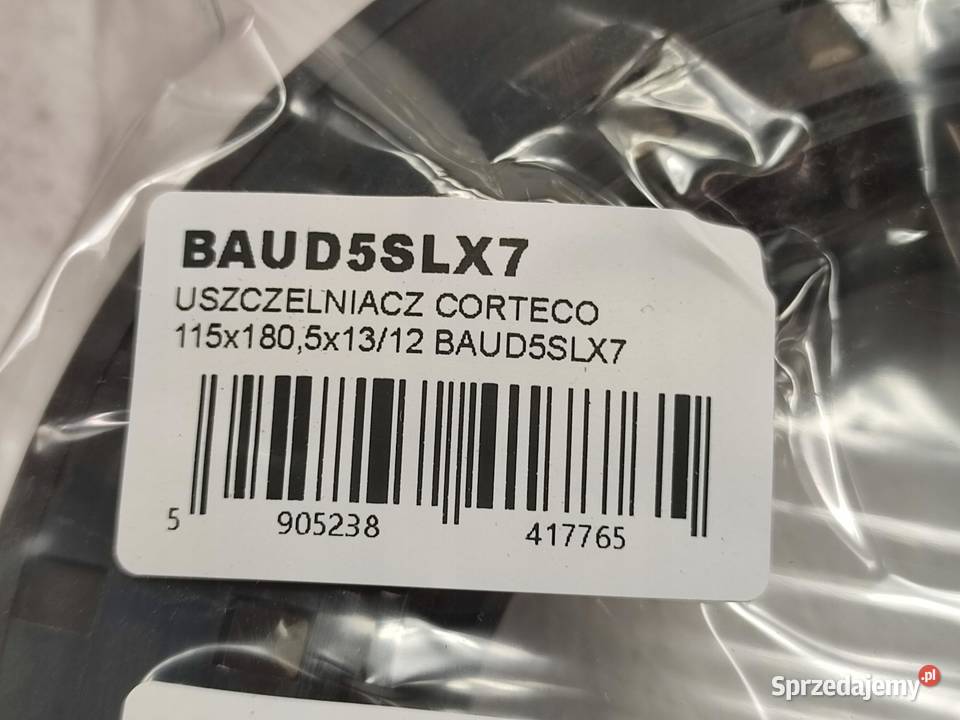 BAUD5SLX7
USZCZELNIACZ CORTECO
115x180,5x13/12 BAUD5SLX7
5 905238 417765
Sprzedajemy.pl